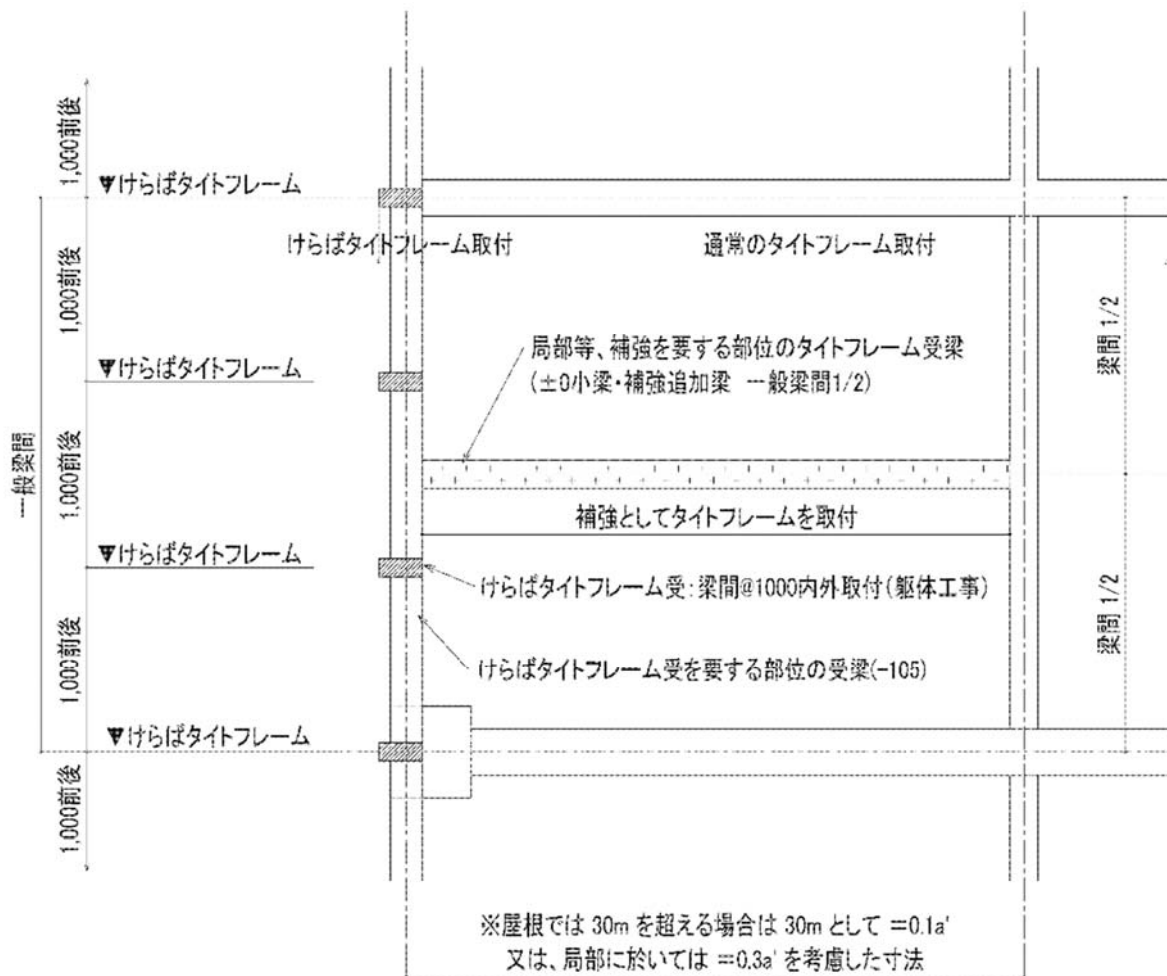 1,000前後
▼けらばタイトフレーム
けらばタイトフレーム取付
通常のタイトフレーム取付
1,000前後
梁間 1/2
局部等、補強を要する部位のタイトフレーム受梁
(±0小梁・補強追加梁 一般梁間1/2)
▼けらばタイトフレーム
一般梁間
1,000前後
補強としてタイトフレームを取付
▼けらばタイトフレーム
けらばタイトフレーム受:梁間@1000内外取付(躯体工事)
梁間 1/2
1,000前後
けらばタイトフレーム受を要する部位の受梁(-105)
▼けらばタイトフレーム
1,000前後
※屋根では 30m を超える場合は 30m として =0.1a'
又は、局部に於いては =0.3a' を考慮した寸法